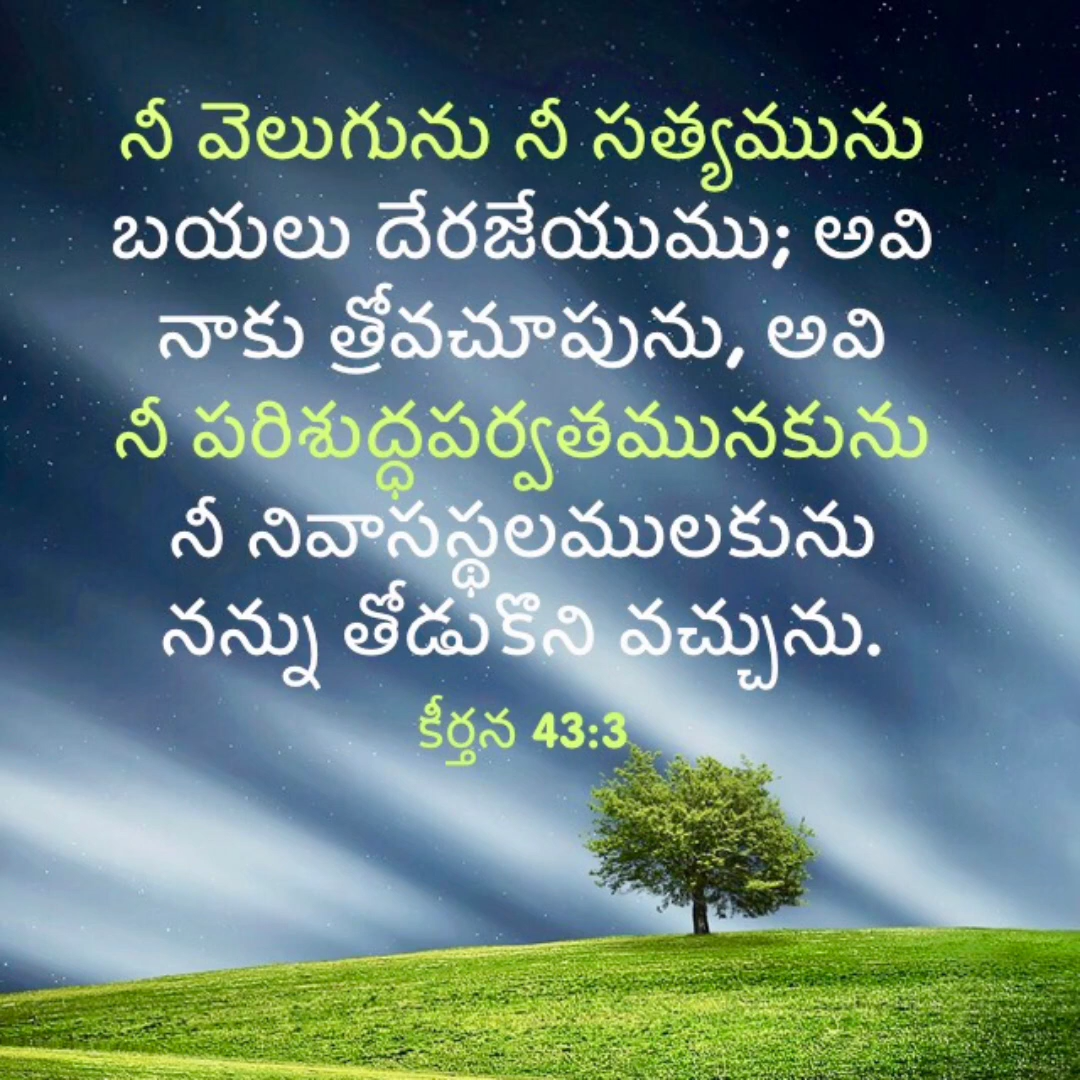 నీ వెలుగును నీ సత్యమును
బయలు దేరజేయుము; అవి
నాకు త్రోవచూపును, అవి
నీ పరిశుద్ధపర్వతమునకును
నీ నివాసస్థలములకును
నన్ను తోడుకొని వచ్చును.
కీర్తన 43:3